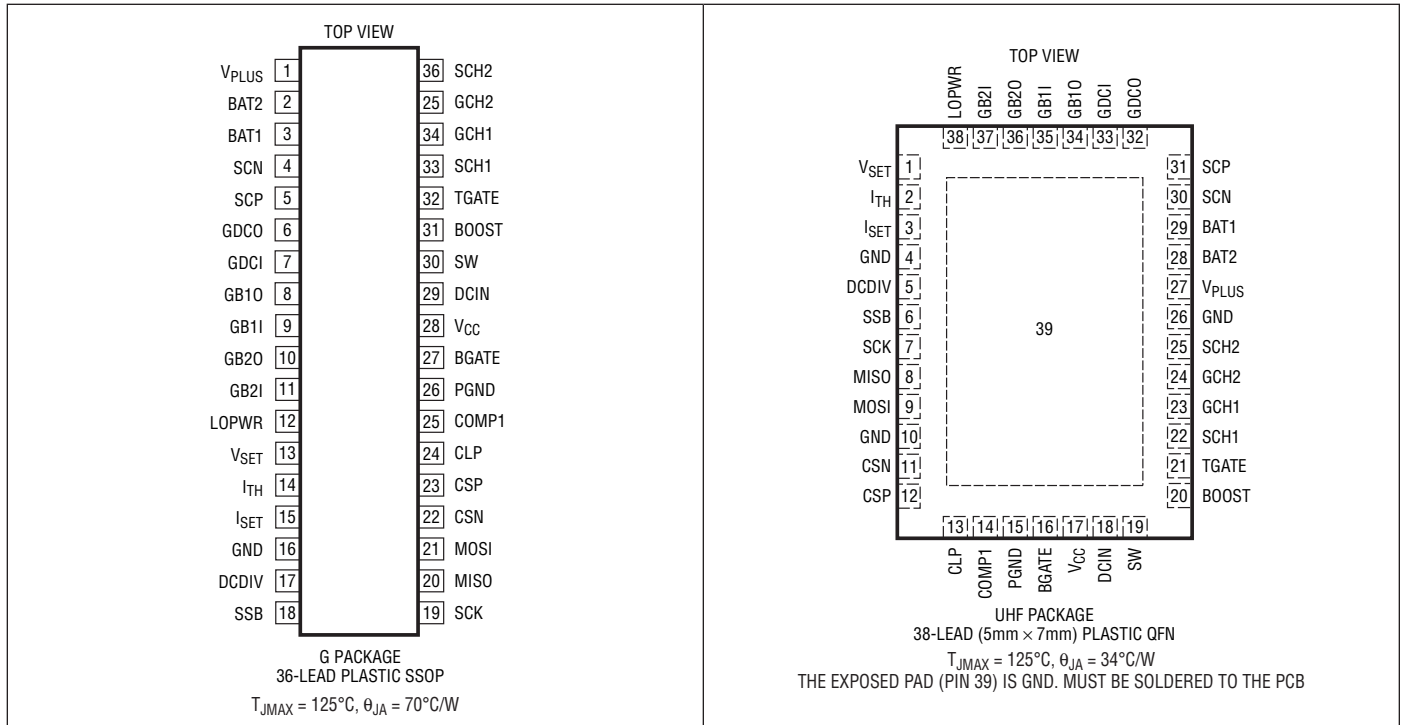 TOP VIEW
VPLUS 1
BAT2 2
BAT1 3
SCN 4
SCP 5
GDCO 6
GDCI 7
GB1O 8
GB1I 9
GB2O 10
GB2I 11
LOPWR 12
VSET 13
ITH 14
ISET 15
GND 16
DCDIV 17
SSB 18
36 SCH2
25 GCH2
34 GCH1
33 SCH1
32 TGATE
31 BOOST
30 SW
29 DCIN
28 VCC
27 BGATE
26 PGND
25 COMP1
24 CLP
23 CSP
22 CSN
21 MOSI
20 MISO
19 SCK
G PACKAGE
36-LEAD PLASTIC SSOP
TJMAX = 125°C, θJA = 70°C/W
TOP VIEW
LOPWR GB2I GB2O GB1I GB1O GDCI GDCO
38 37 36 35 34 33 32
VSET 1
ITH 2
ISET 3
GND 4
DCDIV 5
SSB 6
SCK 7
MISO 8
MOSI 9
GND 10
CSN 11
CSP 12
39
31 SCP
30 SCN
29 BAT1
28 BAT2
27 VPLUS
26 GND
25 SCH2
24 GCH2
23 GCH1
22 SCH1
21 TGATE
20 BOOST
13 14 15 16 17 18 19
CLP COMP1 PGND BGATE VCC DCIN SW
UHF PACKAGE
38-LEAD (5mm × 7mm) PLASTIC QFN
TJMAX = 125°C, θJA = 34°C/W
THE EXPOSED PAD (PIN 39) IS GND. MUST BE SOLDERED TO THE PCB